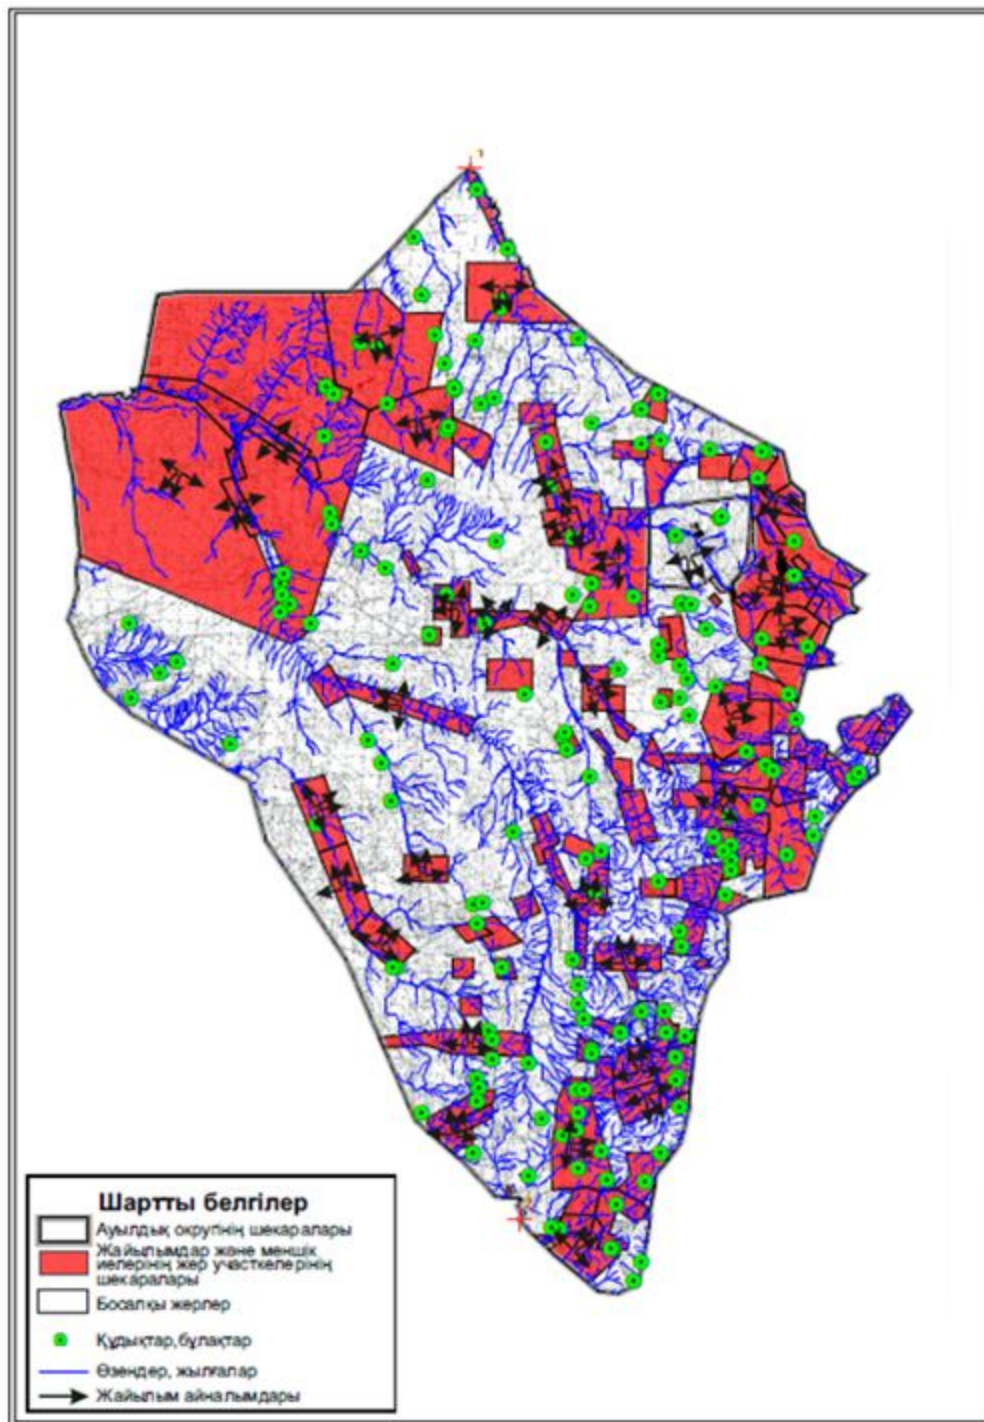 Шартты белгілер
Ауылдық округінің шекаралары
Жайылымдар және меншік
иелерінің жер участкелерінің
шекаралары
Босалқы жерлер
Құдықтар,бұлақтар
Өзендер, жылғалар
Жайылым айналымдары